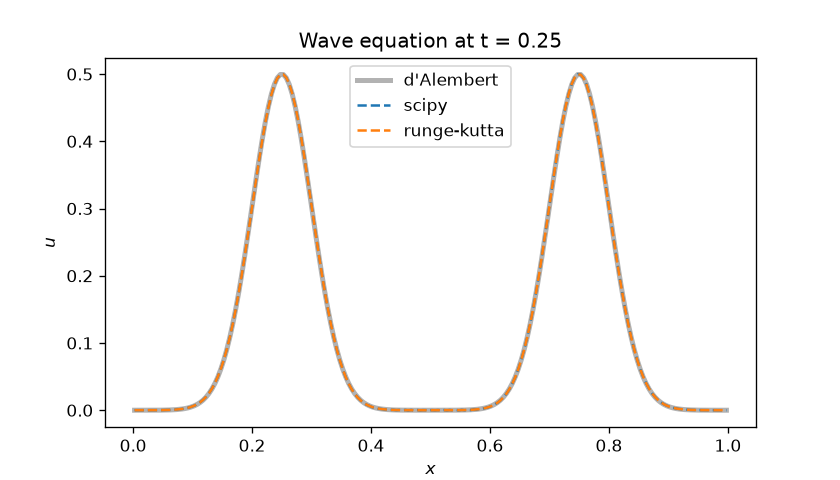 Wave equation at t = 0.25
d'Alembert
scipy
runge-kutta
u
0.5
0.4
0.3
0.2
0.1
0.0
0.0 0.2 0.4 0.6 0.8 1.0
x